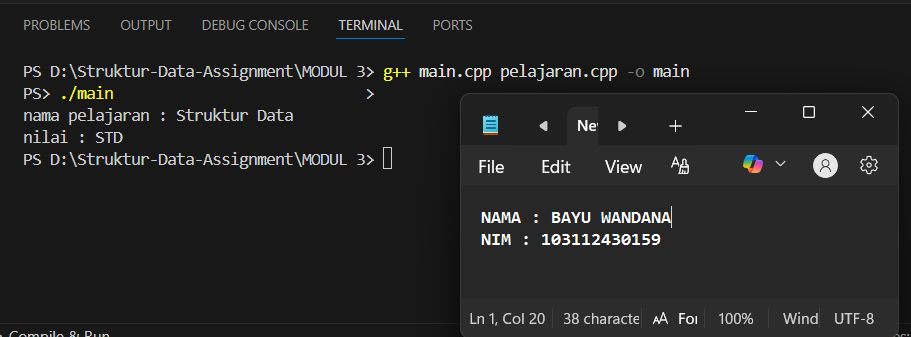 PROBLEMS OUTPUT DEBUG CONSOLE TERMINAL PORTS
PS D:\Struktur-Data-Assignment\MODUL 3> g++ main.cpp pelajaran.cpp -o main
PS> ./main >
nama pelajaran : Struktur Data
nilai : STD
PS D:\Struktur-Data-Assignment\MODUL 3>
File Edit View
NAMA : BAYU WANDANA
NIM : 103112430159
Ln 1, Col 20 38 characte 100% Wind UTF-8
Compile & Run